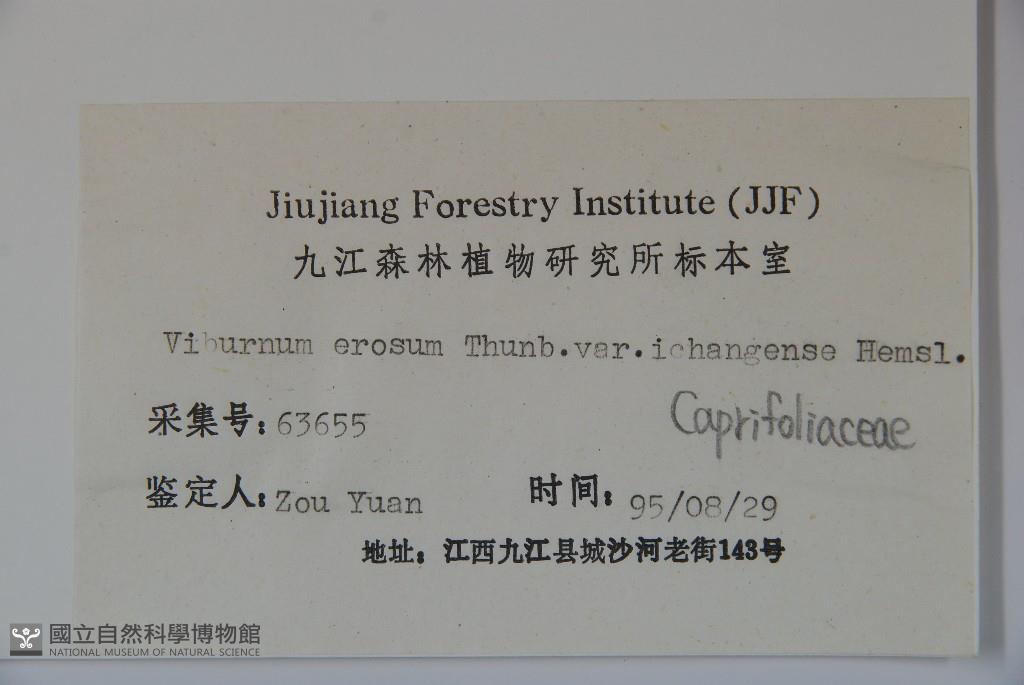 Jiujiang Forestry Institute (JJF)
九江森林植物研究所标本室
Viburnum erosum Thunb.var.ichangense Hemsl.
采集号: 63655
Caprifoliaceae
鉴定人: Zou Yuan 时间: 95/08/29
地址: 江西九江县城沙河老街143号
國立自然科學博物館
NATIONAL MUSEUM OF NATURAL SCIENCE